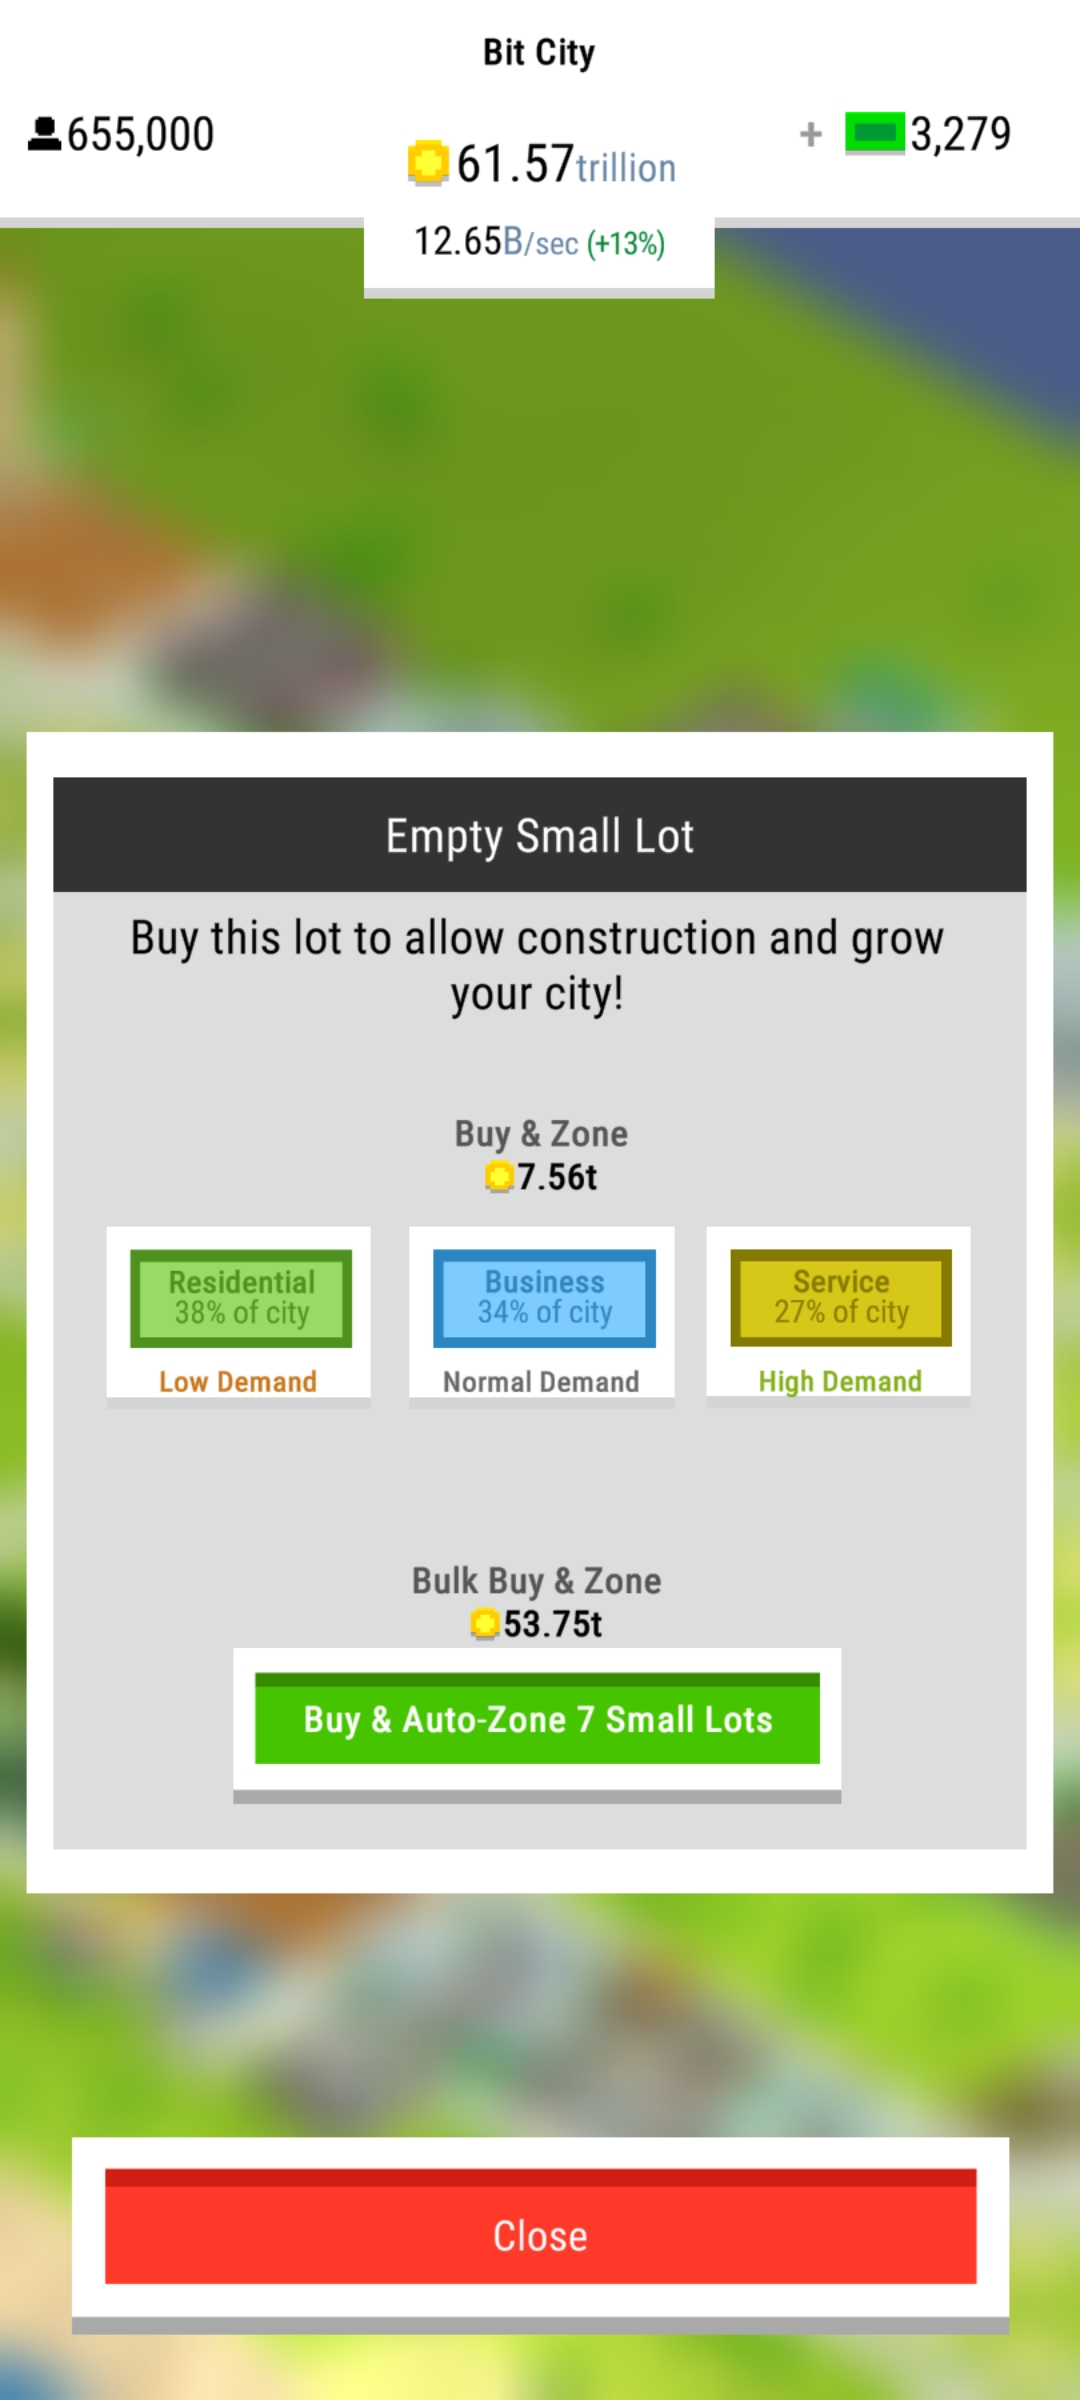 Bit City
655,000
61.57trillion
+ 3,279
12.65B/sec (+13%)
Empty Small Lot
Buy this lot to allow construction and grow
your city!
Buy & Zone
7.56t
Residential
38% of city
Low Demand
Business
34% of city
Normal Demand
Service
27% of city
High Demand
Bulk Buy & Zone
53.75t
Buy & Auto-Zone 7 Small Lots
Close